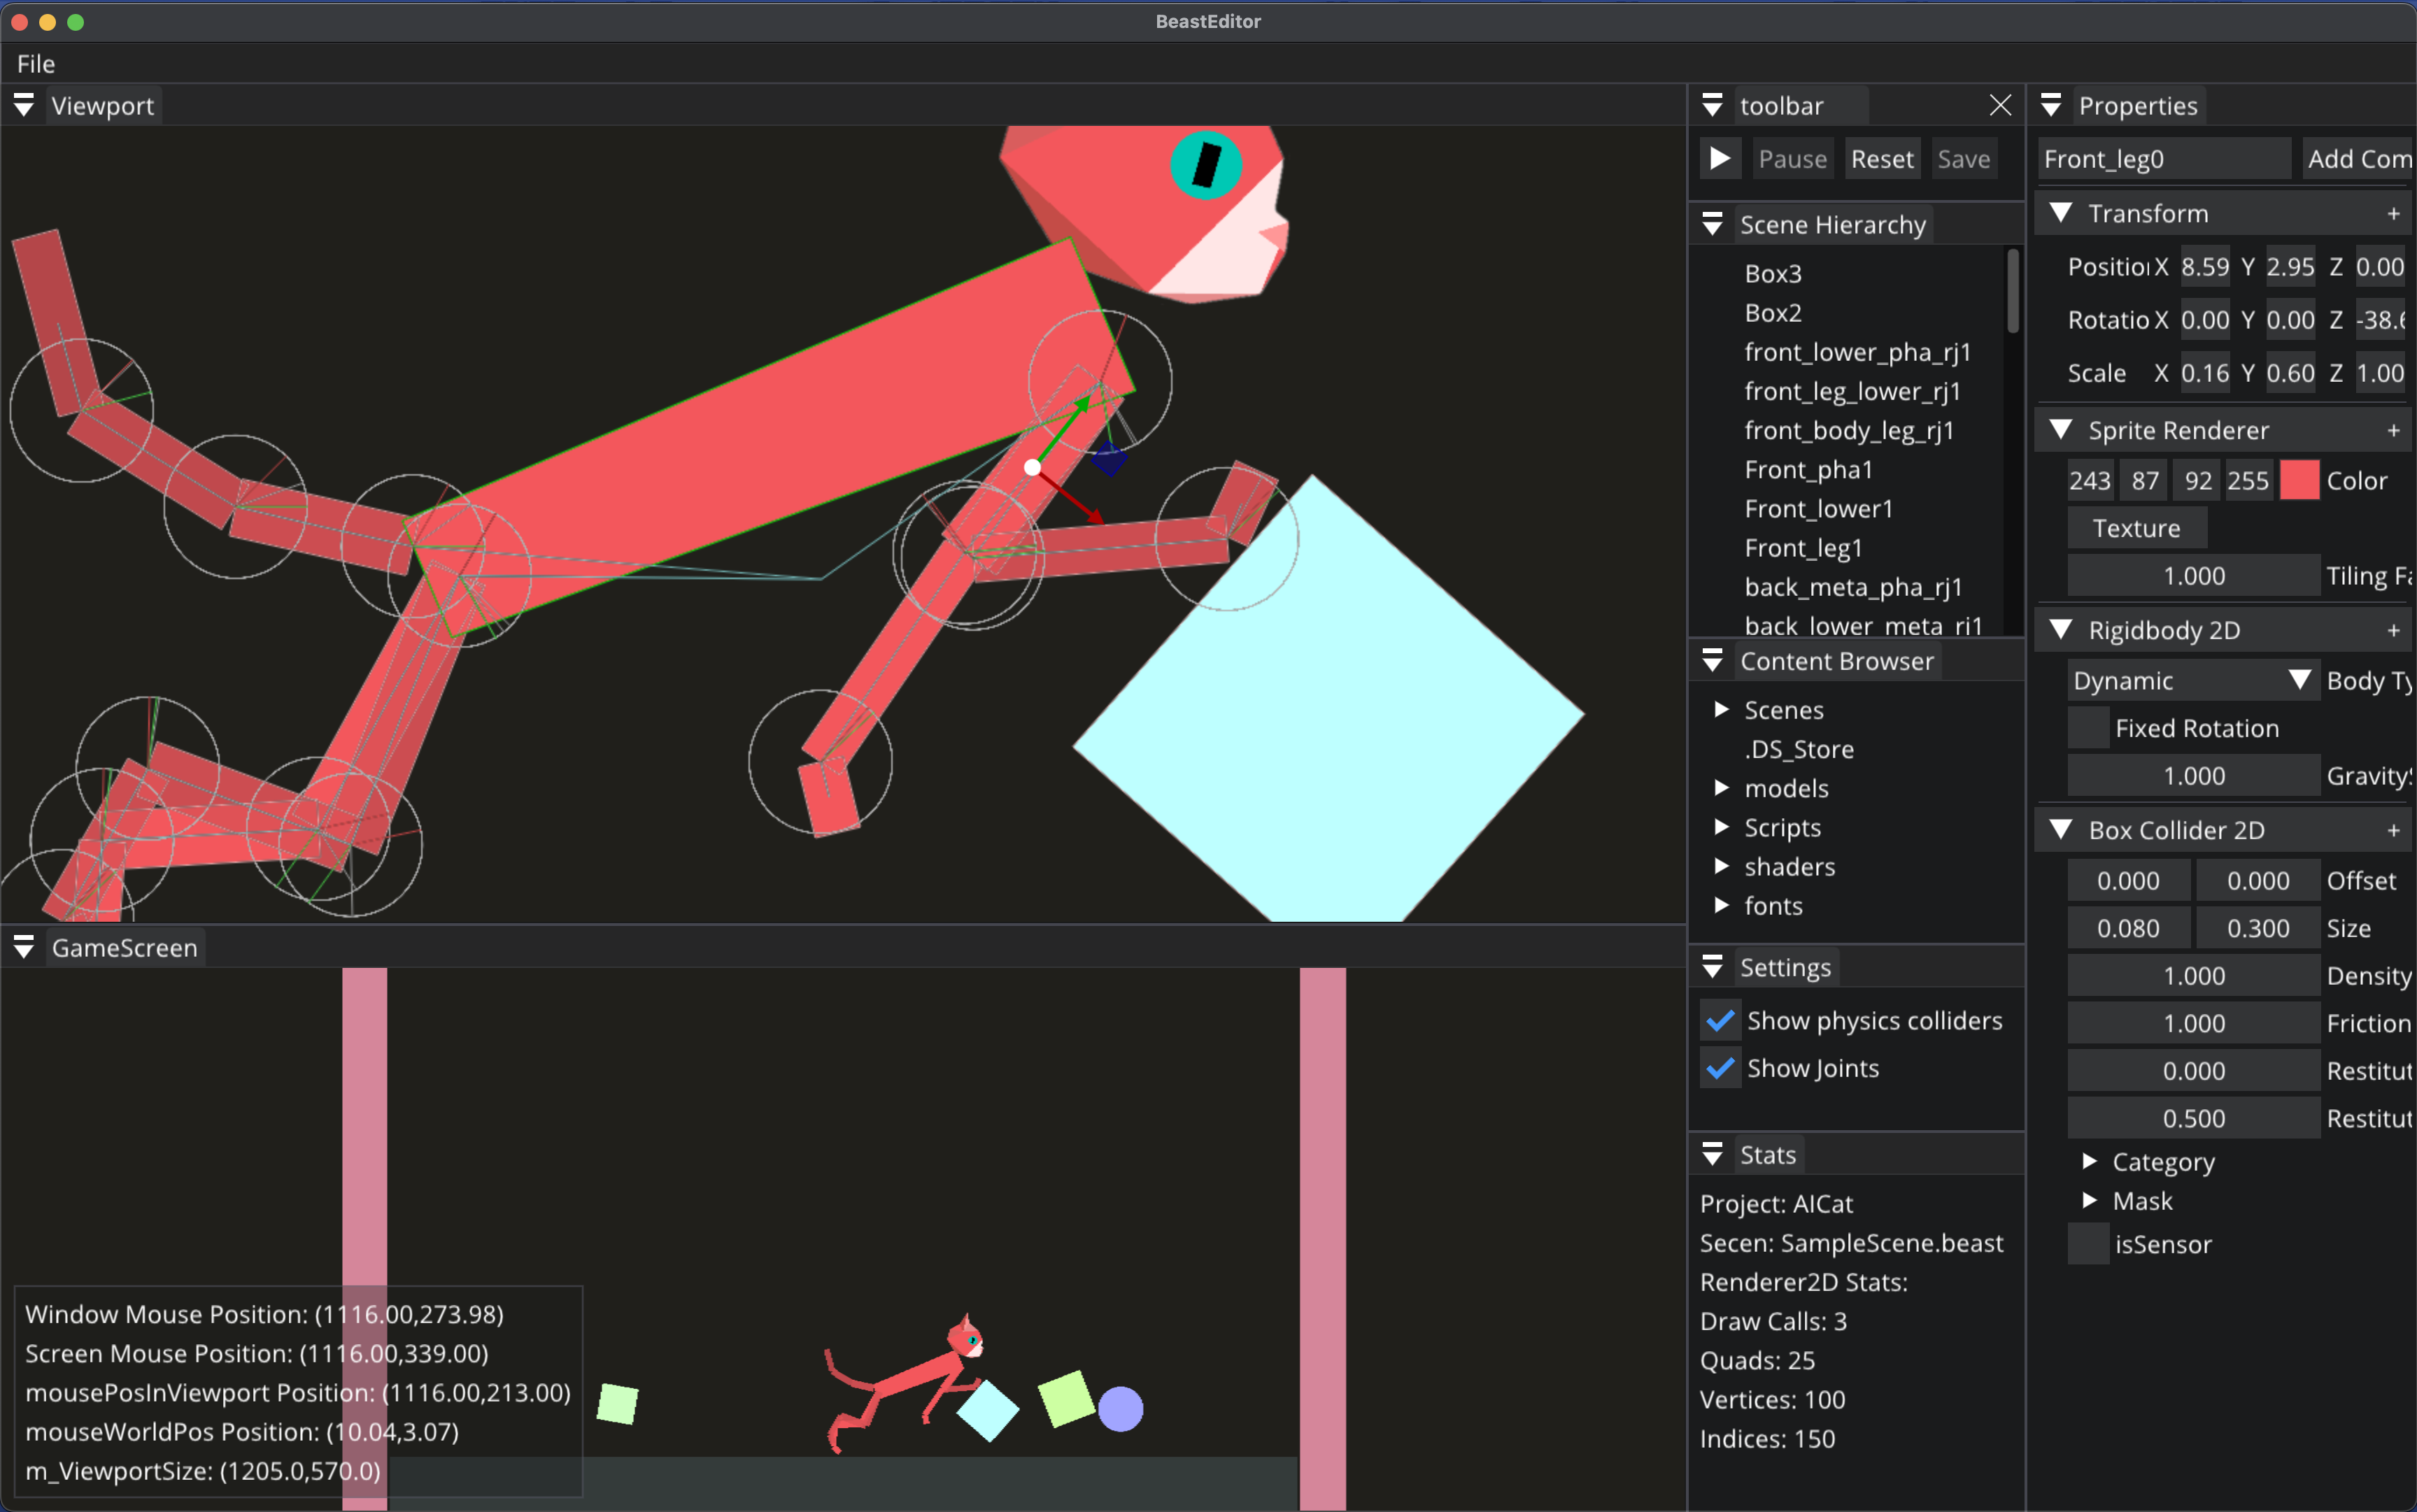 BeastEditor
File
Viewport
toolbar
Pause Reset Save
Scene Hierarchy
Box3
Box2
front_lower_pha_rj1
front_leg_lower_rj1
front_body_leg_rj1
Front_pha1
Front_lower1
Front_leg1
back_meta_pha_rj1
back_lower_meta_rj1
Content Browser
Scenes
.DS_Store
models
Scripts
shaders
fonts
Settings
Show physics colliders
Show Joints
Stats
Project: AICat
Secen: SampleScene.beast
Renderer2D Stats:
Draw Calls: 3
Quads: 25
Vertices: 100
Indices: 150
Properties
Front_leg0 Add Com
Transform +
Positio X 8.59 Y 2.95 Z 0.00
Rotatio X 0.00 Y 0.00 Z -38.6
Scale X 0.16 Y 0.60 Z 1.00
Sprite Renderer +
243 87 92 255 Color
Texture
1.000 Tiling Fa
Rigidbody 2D +
Dynamic Body Ty
Fixed Rotation
1.000 GravityS
Box Collider 2D +
0.000 0.000 Offset
0.080 0.300 Size
1.000 Density
1.000 Friction
0.000 Restitut
0.500 Restitut
Category
Mask
isSensor
GameScreen
Window Mouse Position: (1116.00,273.98)
Screen Mouse Position: (1116.00,339.00)
mousePosInViewport Position: (1116.00,213.00)
mouseWorldPos Position: (10.04,3.07)
m_ViewportSize: (1205.0,570.0)